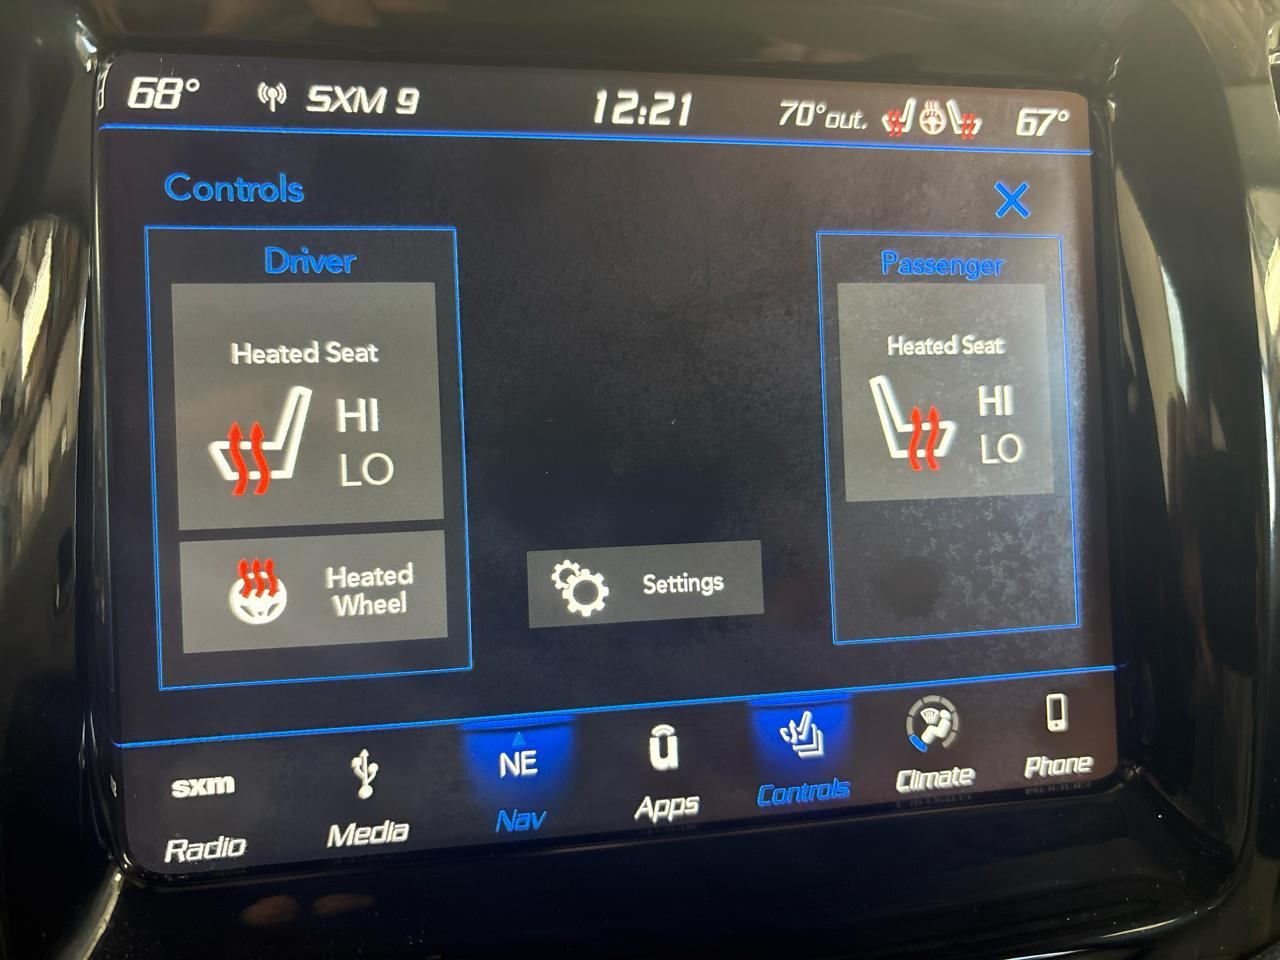 68° SXM 9 12:21 70°out. 67°
Controls
Driver
Heated Seat
HI
LO
Heated
Wheel
Settings
Passenger
Heated Seat
HI
LO
sxm
Radio
Media
NE
Nav
u
Apps
Controls
Climate
Phone